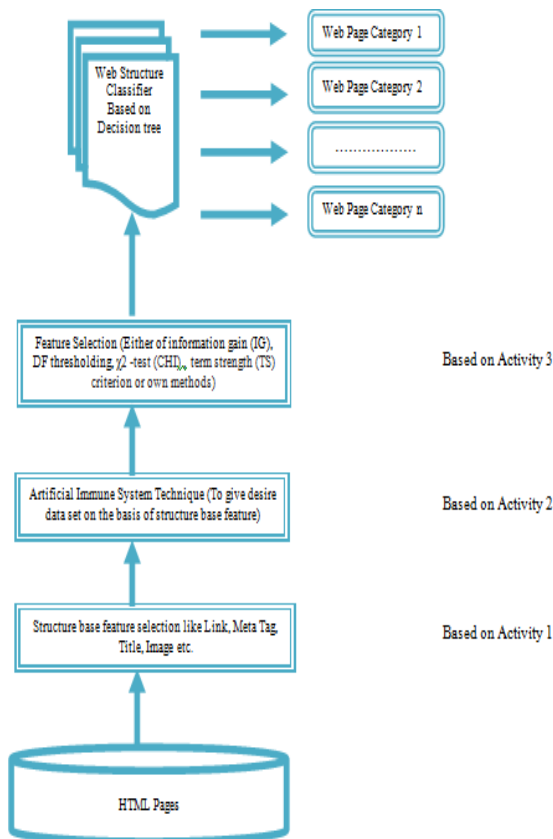 Web Structure
Classifier
Based on
Decision tree
Web Page Category 1
Web Page Category 2
..................
Web Page Category n
Feature Selection (Either of information gain (IG),
DF thresholding, χ2 -test (CHI),, term strength (TS)
criterion or own methods)
Based on Activity 3
Artificial Immune System Technique (To give desire
data set on the basis of structure base feature)
Based on Activity 2
Structure base feature selection like Link, Meta Tag,
Title, Image etc.
Based on Activity 1
HTML Pages